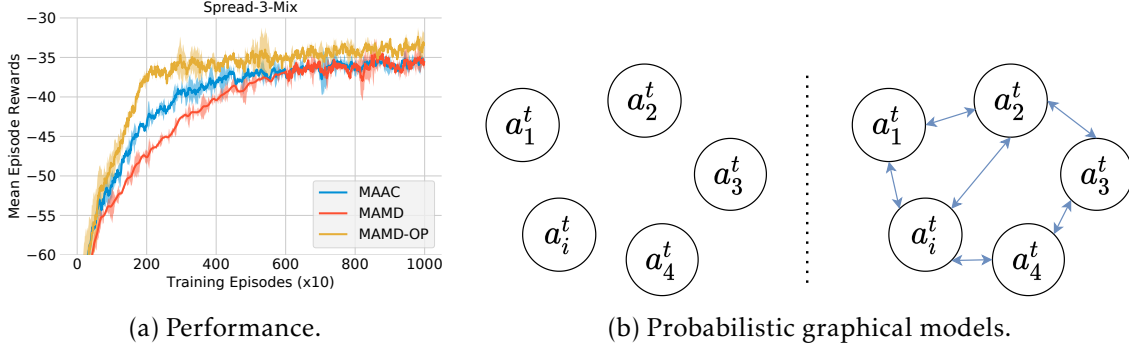 Spread-3-Mix
Mean Episode Rewards
−30
−35
−40
−45
−50
−55
−60
MAAC
MAMD
MAMD-OP
0 200 400 600 800 1000
Training Episodes (x10)
(a) Performance.
a_1^t
a_2^t
a_3^t
a_i^t
a_4^t
a_1^t
a_2^t
a_3^t
a_i^t
a_4^t
(b) Probabilistic graphical models.